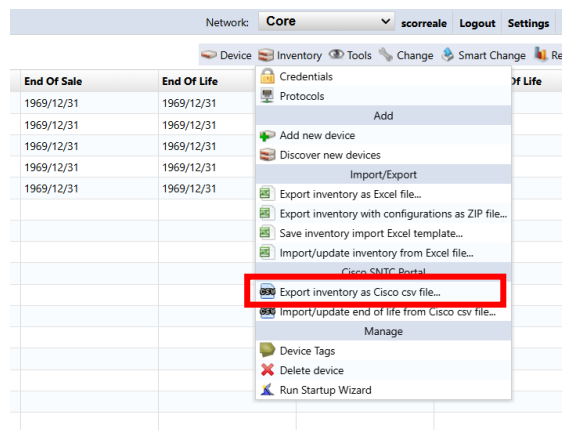 Network: Core scorreale Logout Settings
Device Inventory Tools Change Smart Change Re
End Of Sale End Of Life Of Life
1969/12/31 1969/12/31
1969/12/31 1969/12/31
1969/12/31 1969/12/31
1969/12/31 1969/12/31
1969/12/31 1969/12/31
Credentials
Protocols
Add
Add new device
Discover new devices
Import/Export
Export inventory as Excel file...
Export inventory with configurations as ZIP file...
Save inventory import Excel template...
Import/update inventory from Excel file...
Cisco SNTC Portal
Export inventory as Cisco csv file...
Import/update end of life from Cisco csv file...
Manage
Device Tags
Delete device
Run Startup Wizard